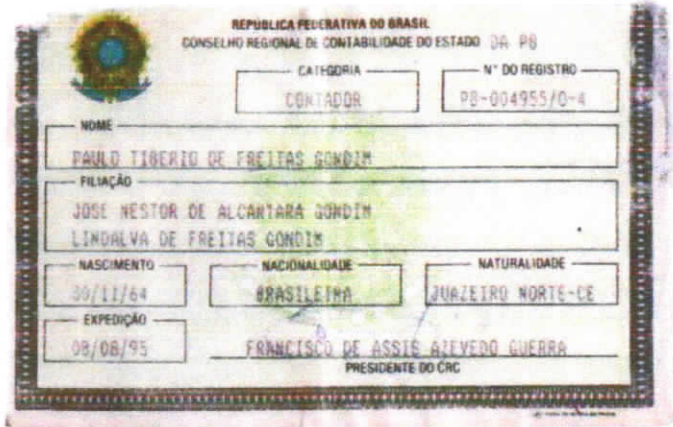 REPÚBLICA FEDERATIVA DO BRASIL
CONSELHO REGIONAL DE CONTABILIDADE DO ESTADO DA PB
CATEGORIA
Nº DO REGISTRO
CONTADOR
PB-004955/O-4
NOME
PAULO TIBERIO DE FREITAS GONDIM
FILIAÇÃO
JOSE NESTOR DE ALCANTARA GONDIM
LINDALVA DE FREITAS GONDIM
NASCIMENTO
NACIONALIDADE
NATURALIDADE
30/11/64
BRASILEIRA
JUAZEIRO NORTE-CE
EXPEDIÇÃO
08/08/95
FRANCISCO DE ASSIS AZEVEDO GUERRA
PRESIDENTE DO CRC